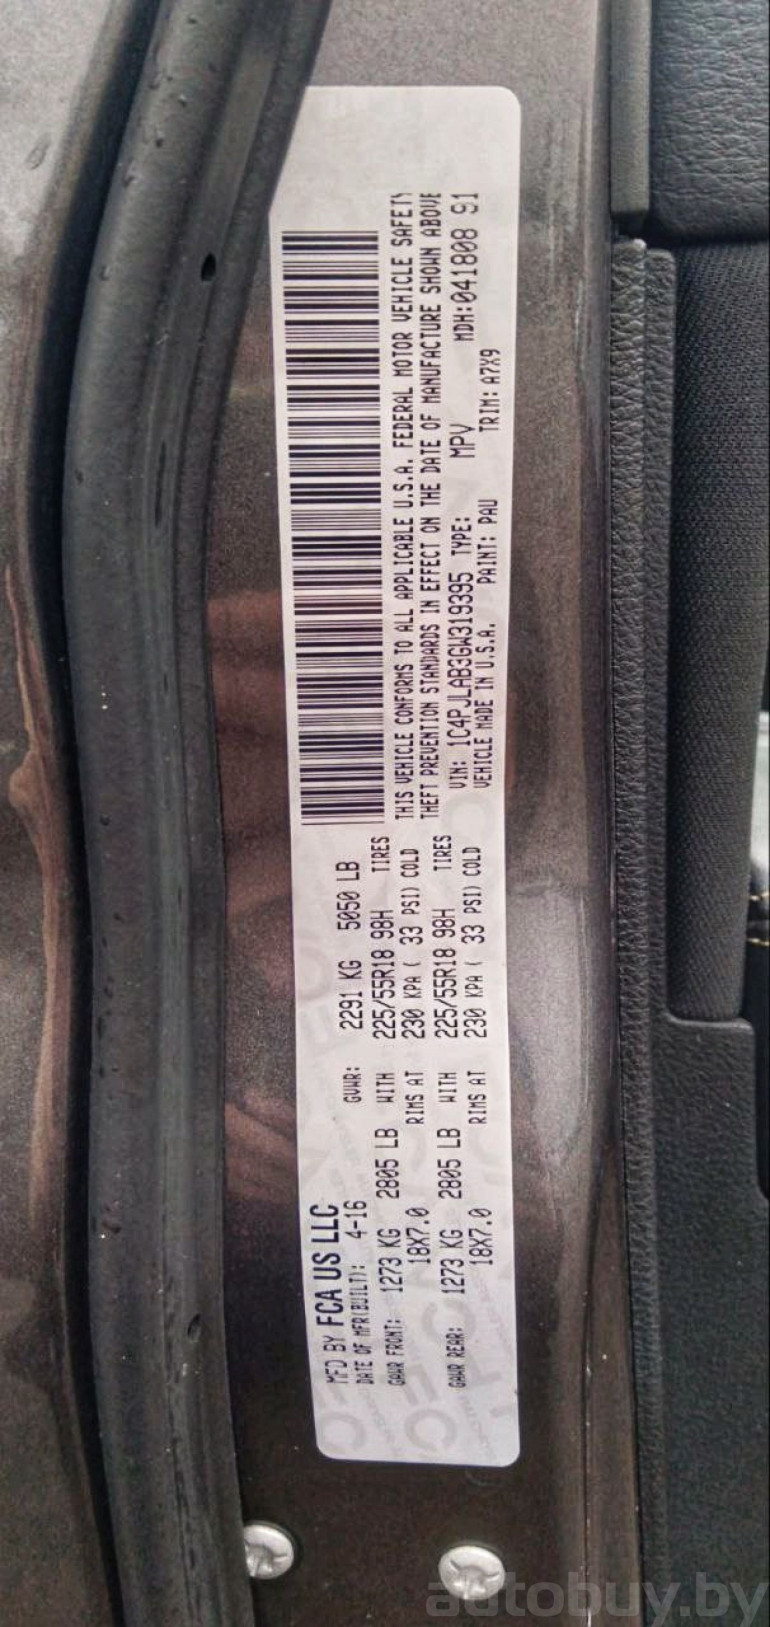 MFD BY FCA US LLC
DATE OF MFR(BUILT): 4-16 GVWR: 2291 KG 5050 LB
GAWR FRONT: 1273 KG 2805 LB WITH 225/55R18 98H TIRES
18X7.0 RIMS AT 230 KPA ( 33 PSI) COLD
GAWR REAR: 1273 KG 2805 LB WITH 225/55R18 98H TIRES
18X7.0 RIMS AT 230 KPA ( 33 PSI) COLD
THIS VEHICLE CONFORMS TO ALL APPLICABLE U.S.A. FEDERAL MOTOR VEHICLE SAFETY
THEFT PREVENTION STANDARDS IN EFFECT ON THE DATE OF MANUFACTURE SHOWN ABOVE
VIN: 1C4PJLAB3GW319395 TYPE: MPV MDH:041808 91
VEHICLE MADE IN U.S.A. PAINT: PAU TRIM: A7X9
autobuy.by